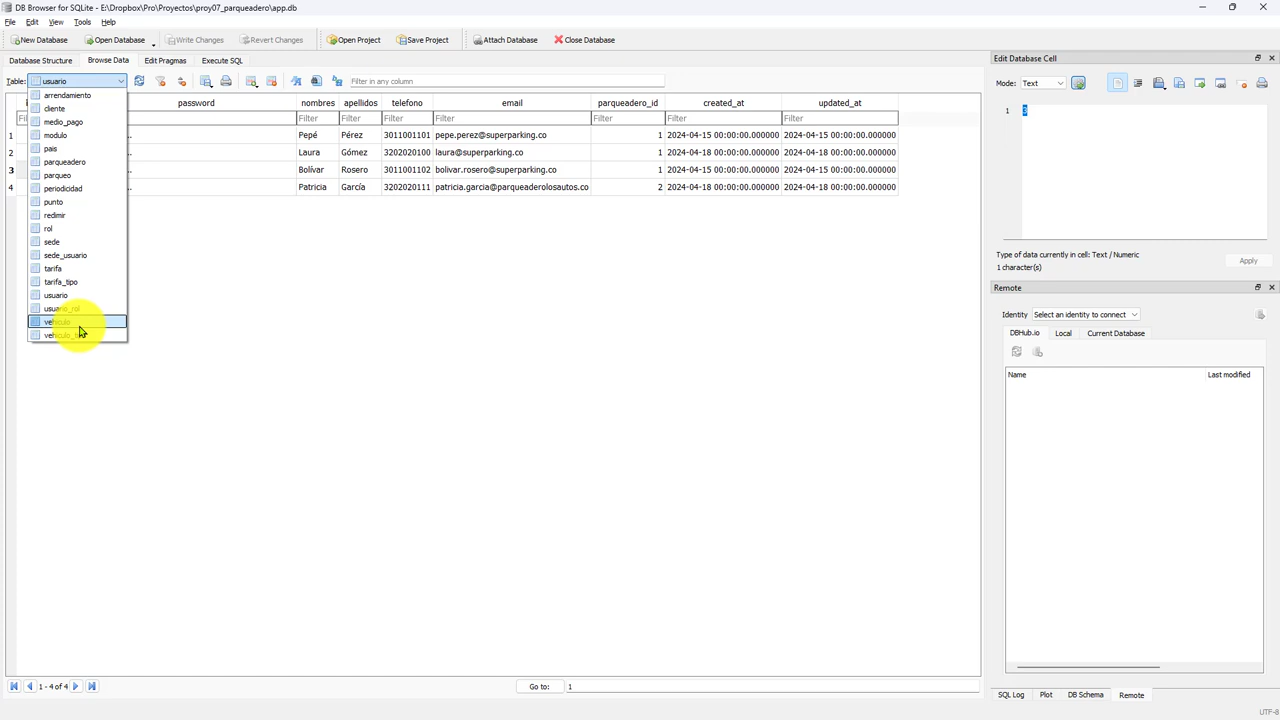 DB Browser for SQLite - E:\Dropbox\Pro\Proyectos\proy07_parqueadero\app.db
File Edit View Tools Help
New Database Open Database Write Changes Revert Changes Open Project Save Project Attach Database Close Database
Database Structure Browse Data Edit Pragmas Execute SQL
Table: usuario Filter in any column
arrendamiento
cliente
medio_pago
modulo
pais
parqueadero
parqueo
periodicidad
punto
redimir
rol
sede
sede_usuario
tarifa
tarifa_tipo
usuario
usuario_rol
vehiculo
password nombres apellidos telefono email parqueadero_id created_at updated_at
Filter Filter Filter Filter Filter Filter Filter
1 .. Pepé Pérez 3011001101 pepe.perez@superparking.co 1 2024-04-15 00:00:00.000000 2024-04-15 00:00:00.000000
2 .. Laura Gómez 3202020100 laura@superparking.co 1 2024-04-18 00:00:00.000000 2024-04-18 00:00:00.000000
3 .. Bolívar Rosero 3011001102 bolivar.rosero@superparking.co 1 2024-04-15 00:00:00.000000 2024-04-15 00:00:00.000000
4 .. Patricia García 3202020111 patricia.garcia@parqueaderolosautos.co 2 2024-04-18 00:00:00.000000 2024-04-18 00:00:00.000000
1 - 4 of 4 Go to: 1
Edit Database Cell
Mode: Text
1 3
Type of data currently in cell: Text / Numeric
1 character(s)
Apply
Remote
Identity Select an identity to connect
DBHub.io Local Current Database
Name Last modified
SQL Log Plot DB Schema Remote
UTF-8